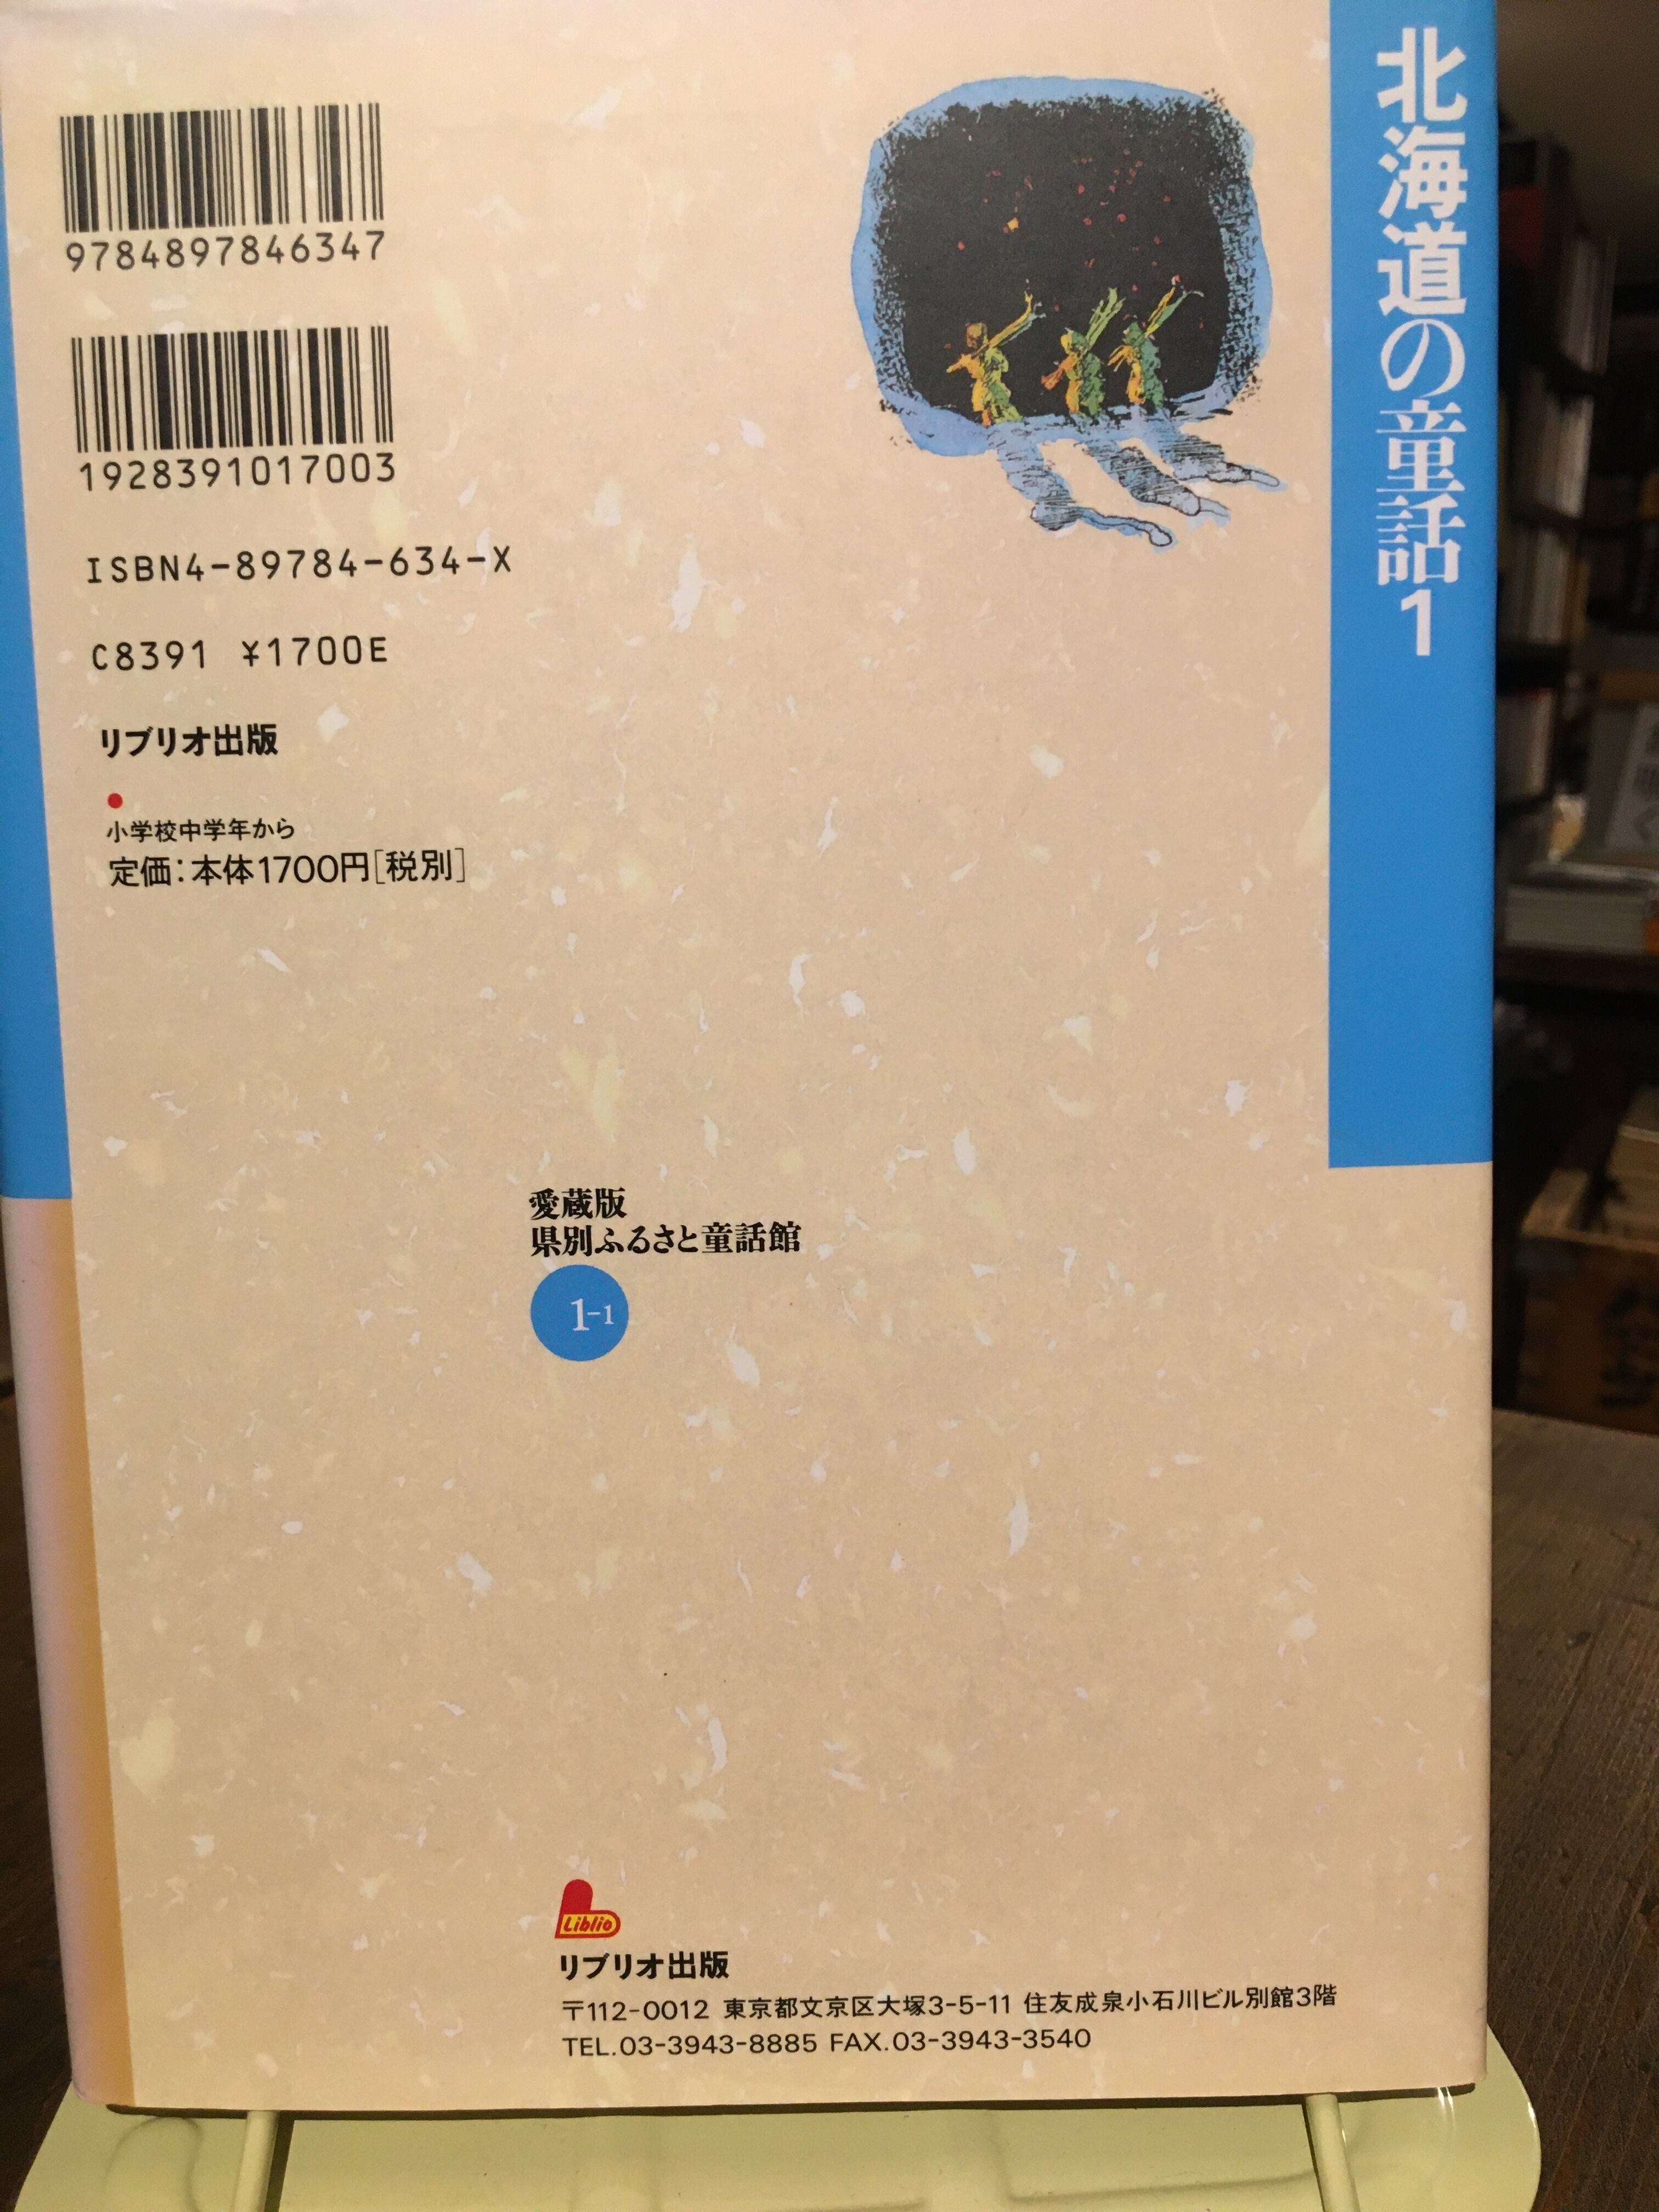 北海道の童話1
9784897846347
1928391017003
ISBN4-89784-634-X
C8391 ¥1700E
リブリオ出版
小学校中学年から
定価：本体1700円[税別]
愛蔵版
県別ふるさと童話館
1-1
Liblio
リブリオ出版
〒112-0012 東京都文京区大塚3-5-11 住友成泉小石川ビル別館3階
TEL.03-3943-8885 FAX.03-3943-3540